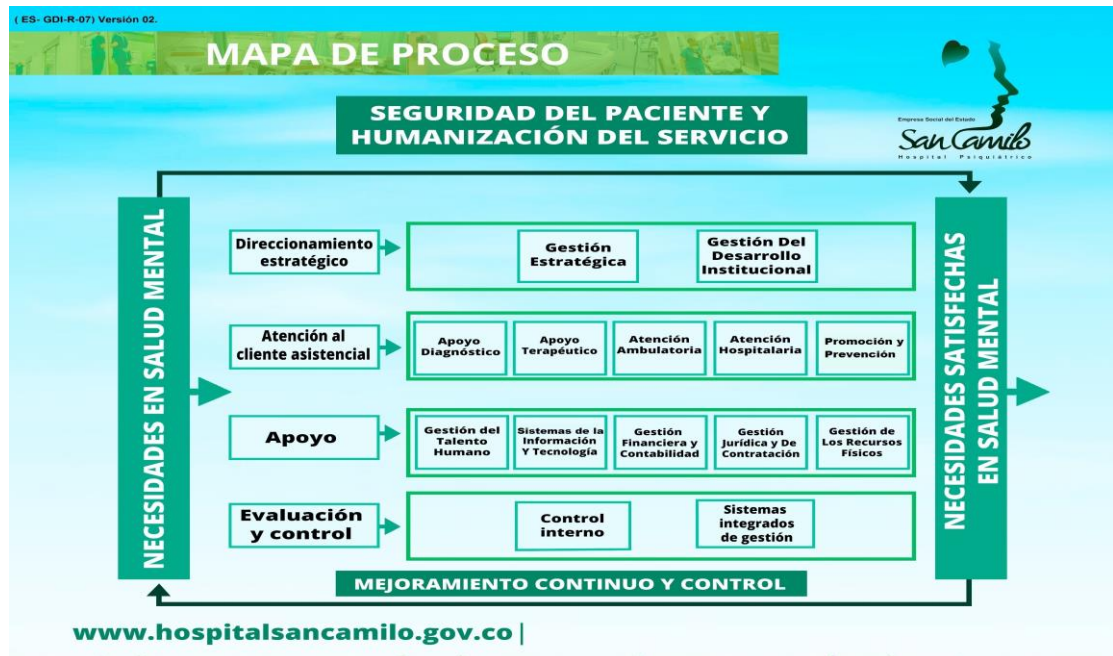 ( ES- GDI-R-07) Versión 02.
MAPA DE PROCESO
SEGURIDAD DEL PACIENTE Y
HUMANIZACIÓN DEL SERVICIO
Empresa Social del Estado
San Camilo
Hospital Psiquiátrico
NECESIDADES EN SALUD MENTAL
Direccionamiento
estratégico
Gestión
Estratégica
Gestión Del
Desarrollo
Institucional
Atención al
cliente asistencial
Apoyo
Diagnóstico
Apoyo
Terapéutico
Atención
Ambulatoria
Atención
Hospitalaria
Promoción y
Prevención
Apoyo
Gestión del
Talento
Humano
Sistemas de la
Información
Y Tecnología
Gestión
Financiera y
Contabilidad
Gestión
Jurídica y De
Contratación
Gestión de
Los Recursos
Físicos
Evaluación
y control
Control
interno
Sistemas
integrados
de gestión
NECESIDADES SATISFECHAS
EN SALUD MENTAL
MEJORAMIENTO CONTINUO Y CONTROL
www.hospitalsancamilo.gov.co|